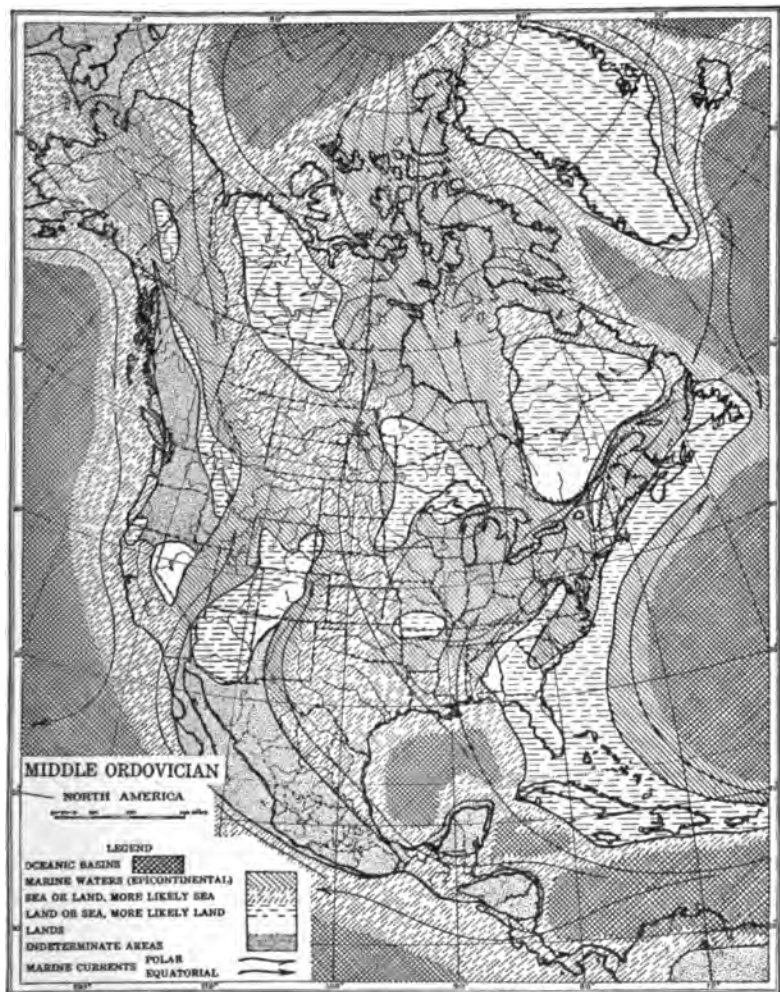 MIDDLE ORDOVICIAN
NORTH AMERICA
LEGEND
OCEANIC BASINS
MARINE WATERS (EPICONTINENTAL)
SEA OR LAND, MORE LIKELY SEA
LAND OR SEA, MORE LIKELY LAND
LANDS
INDETERMINATE AREAS
MARINE CURRENTS POLAR
EQUATORIAL